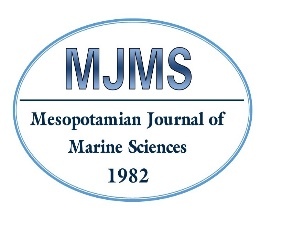 MJMS
Mesopotamian Journal of
Marine Sciences
1982